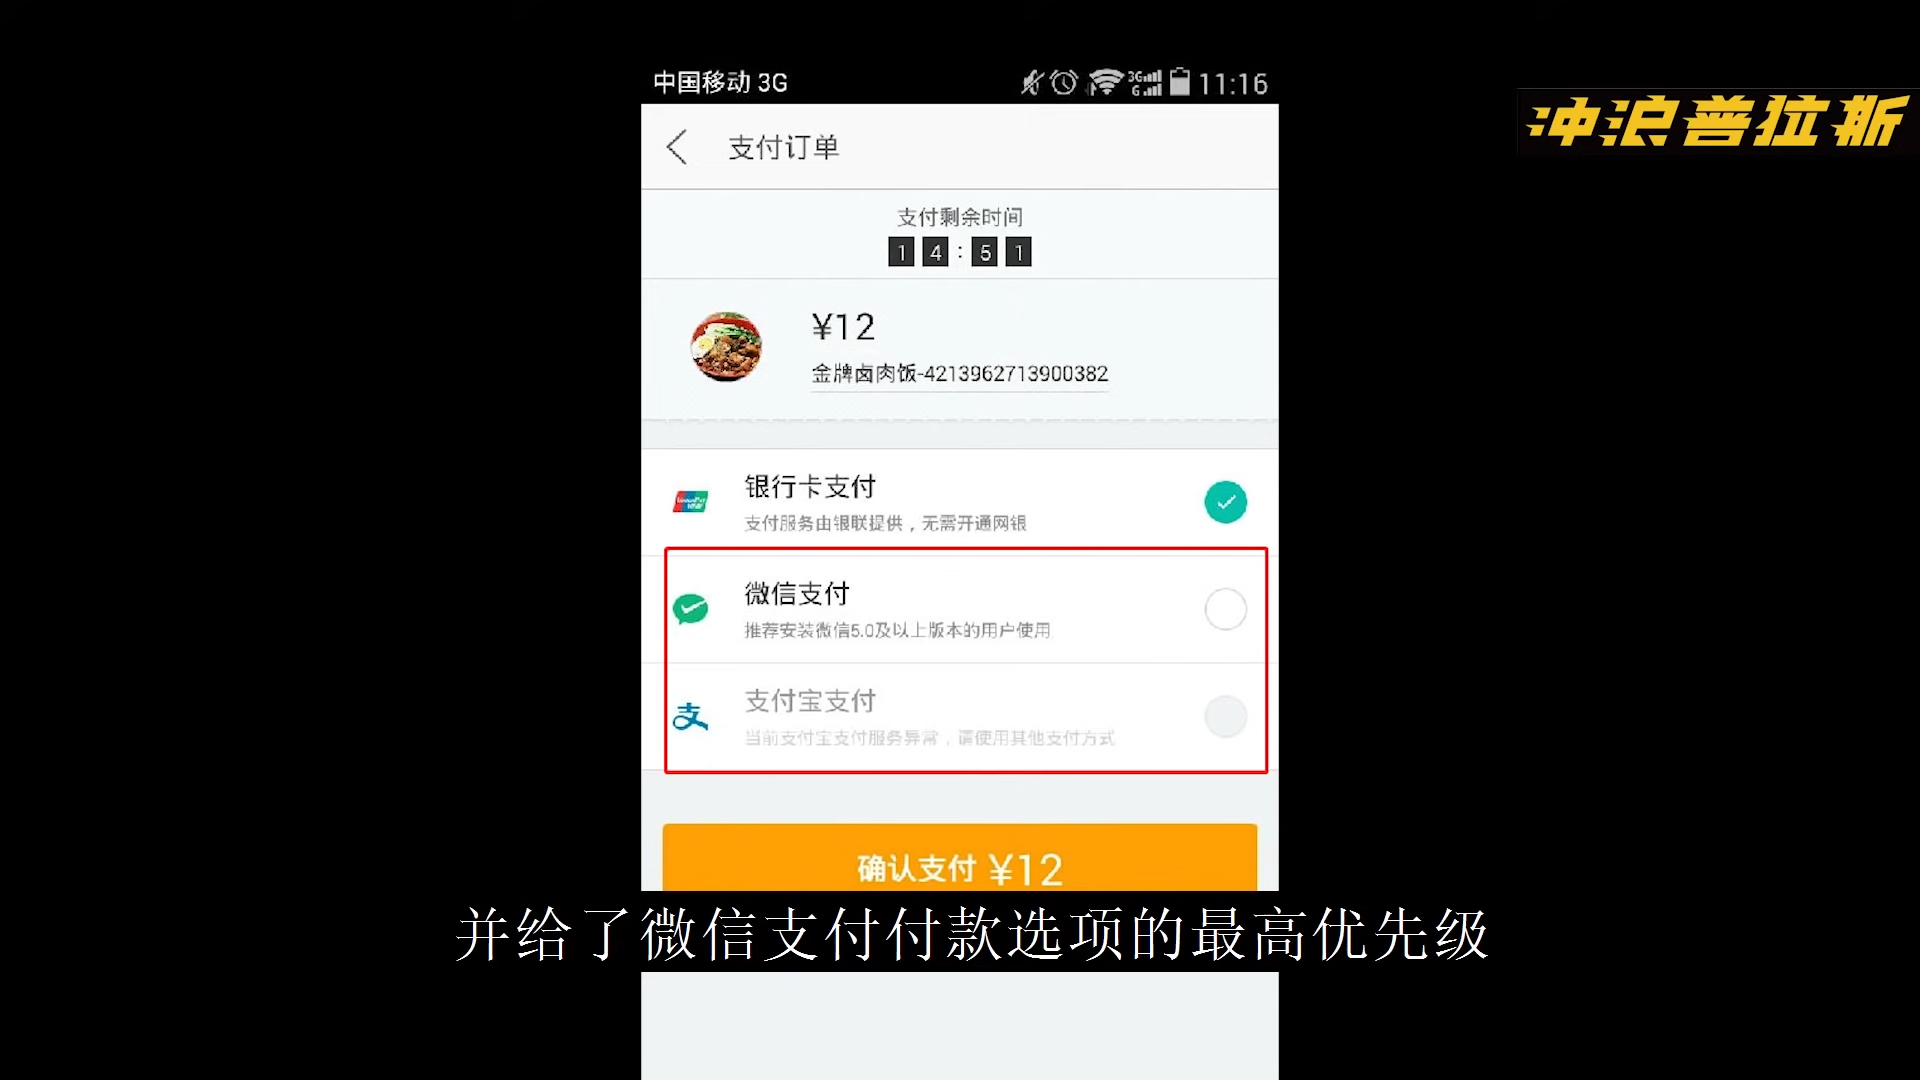 中国移动 3G
3G
G
11:16
冲浪普拉斯
支付订单
支付剩余时间
14:51
¥12
金牌卤肉饭-4213962713900382
银行卡支付
支付服务由银联提供，无需开通网银
微信支付
推荐安装微信5.0及以上版本的用户使用
支付宝支付
当前支付宝支付服务异常，请使用其他支付方式
确认支付 ¥12
并给了微信支付付款选项的最高优先级